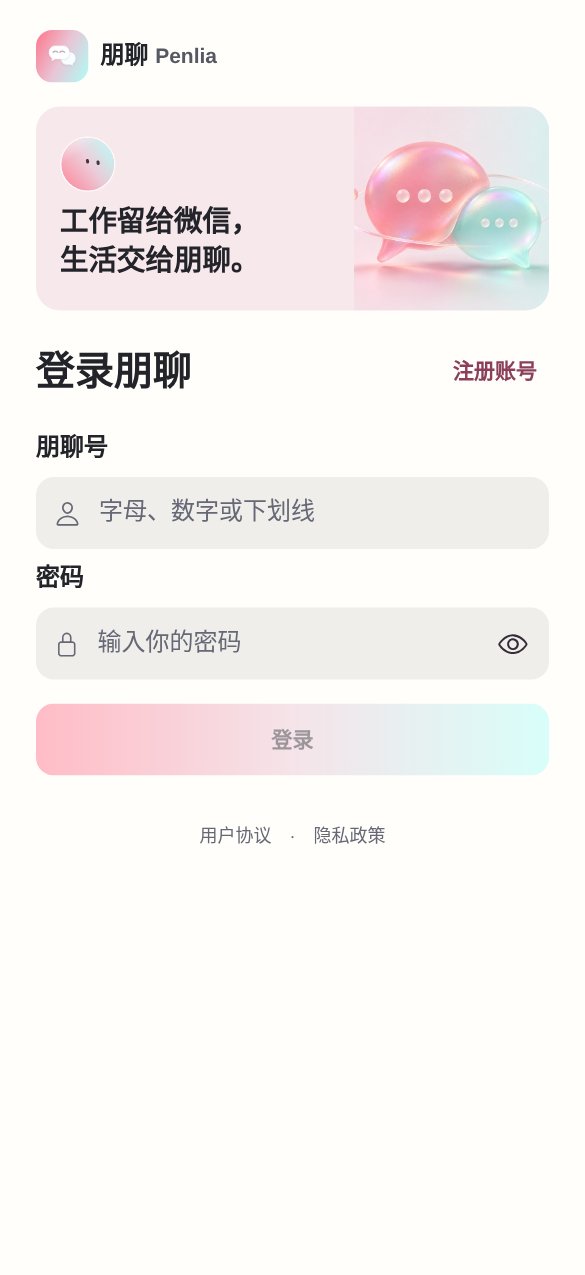 朋聊 Penlia
工作留给微信，
生活交给朋聊。
登录朋聊 注册账号
朋聊号
字母、数字或下划线
密码
输入你的密码
登录
用户协议 · 隐私政策